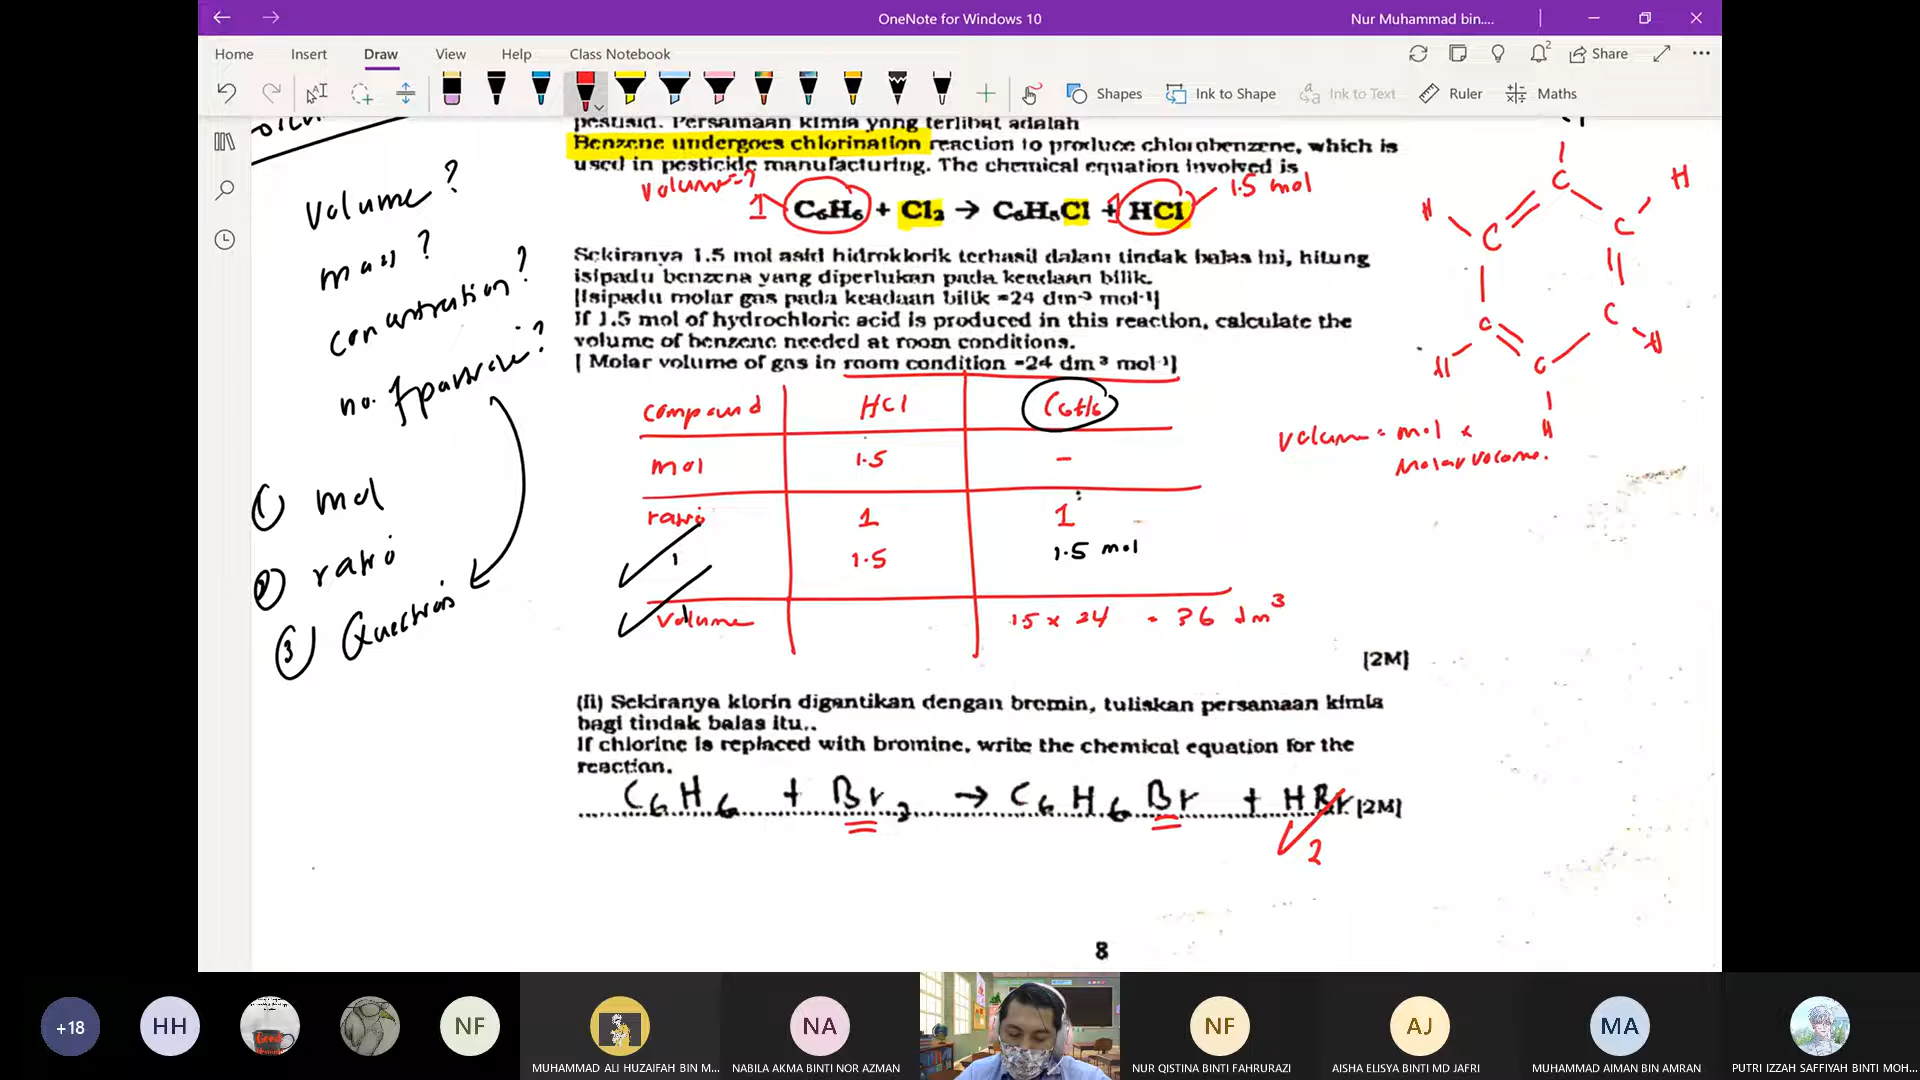 OneNote for Windows 10
Nur Muhammad bin....
Home Insert Draw View Help Class Notebook
2
Share
Shapes Ink to Shape Ink to Text Ruler Maths
pestisid. Persamaan kimia yang terlibat adalah
Benzene undergoes chlorination reaction to produce chlorobenzene, which is
used in pesticide manufacturing. The chemical equation involved is
volume=?
1.5 mol
1 C₆H₆ + Cl₂ → C₆H₅Cl + 1 HCl
Sekiranya 1.5 mol asid hidroklorik terhasil dalam tindak balas ini, hitung
isipadu benzena yang diperlukan pada keadaan bilik.
[Isipadu molar gas pada keadaan bilik =24 dm⁻³ mol⁻¹]
If 1.5 mol of hydrochloric acid is produced in this reaction, calculate the
volume of benzene needed at room conditions.
[ Molar volume of gas in room condition =24 dm³ mol⁻¹]
compound HCl C6H6
mol 1.5 -
ratio 1 1
1.5 1.5 mol
volume 1.5 x 24 = 36 dm³
[2M]
(ii) Sekiranya klorin digantikan dengan bromin, tuliskan persamaan kimia
bagi tindak balas itu..
If chlorine is replaced with bromine, write the chemical equation for the
reaction.
C₆H₆ + Br₂ → C₆H₆Br + HBr [2M]
2
8
volume?
mass?
concentration?
no. of particle?
① mol
② ratio
③ Question
C H
H C C
C C H
H C
H
volume = mol x
Molar volume.
+18
HH
NF
MUHAMMAD ALI HUZAIFAH BIN M...
NA
NABILA AKMA BINTI NOR AZMAN
NF
NUR QISTINA BINTI FAHRURAZI
AJ
AISHA ELISYA BINTI MD JAFRI
MA
MUHAMMAD AIMAN BIN AMRAN
PUTRI IZZAH SAFFIYAH BINTI MOH...